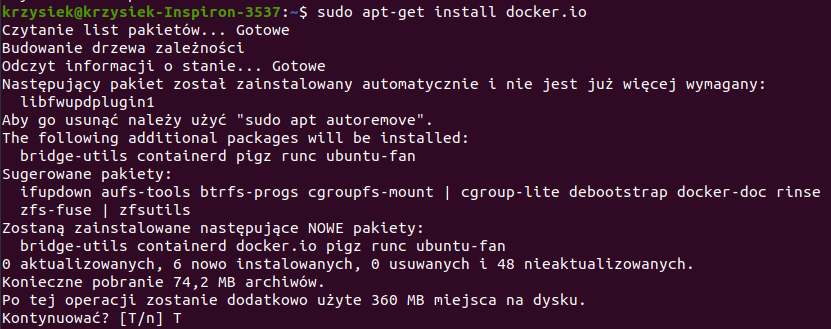 krzysiek@krzysiek-Inspiron-3537:~$ sudo apt-get install docker.io
Czytanie list pakietów... Gotowe
Budowanie drzewa zależności
Odczyt informacji o stanie... Gotowe
Następujący pakiet został zainstalowany automatycznie i nie jest już więcej wymagany:
  libfwupdplugin1
Aby go usunąć należy użyć "sudo apt autoremove".
The following additional packages will be installed:
  bridge-utils containerd pigz runc ubuntu-fan
Sugerowane pakiety:
  ifupdown aufs-tools btrfs-progs cgroupfs-mount | cgroup-lite debootstrap docker-doc rinse
  zfs-fuse | zfsutils
Zostaną zainstalowane następujące NOWE pakiety:
  bridge-utils containerd docker.io pigz runc ubuntu-fan
0 aktualizowanych, 6 nowo instalowanych, 0 usuwanych i 48 nieaktualizowanych.
Konieczne pobranie 74,2 MB archiwów.
Po tej operacji zostanie dodatkowo użyte 360 MB miejsca na dysku.
Kontynuować? [T/n] T